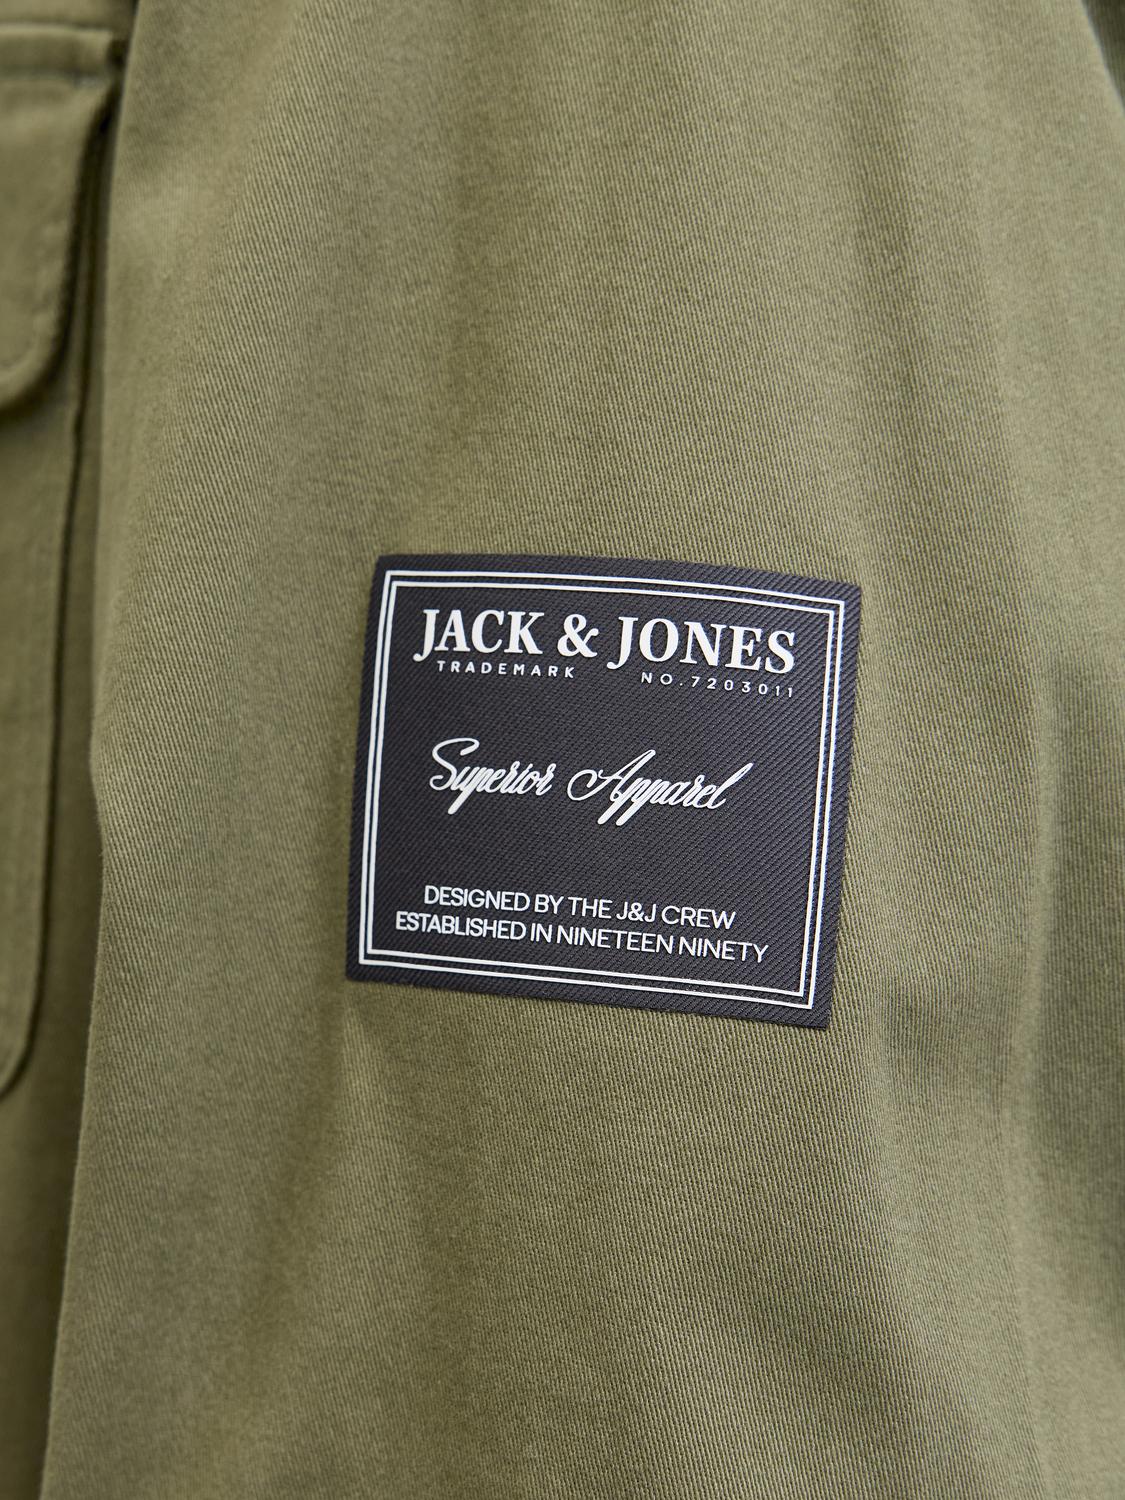 JACK & JONES
TRADEMARK NO.7203011
Superior Apparel
DESIGNED BY THE J&J CREW
ESTABLISHED IN NINETEEN NINETY